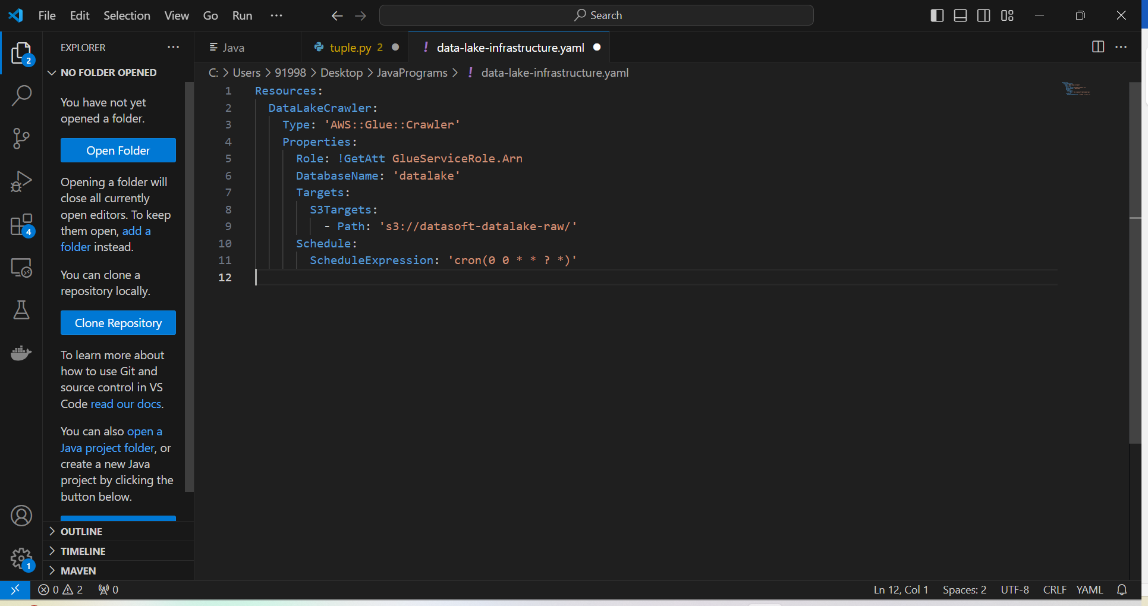 File Edit Selection View Go Run ··· Search
EXPLORER ···
NO FOLDER OPENED
You have not yet
opened a folder.
Open Folder
Opening a folder will
close all currently
open editors. To keep
them open, add a
folder instead.
You can clone a
repository locally.
Clone Repository
To learn more about
how to use Git and
source control in VS
Code read our docs.
You can also open a
Java project folder, or
create a new Java
project by clicking the
button below.
OUTLINE
TIMELINE
MAVEN
2
4
1
Java tuple.py 2 ! data-lake-infrastructure.yaml
C: > Users > 91998 > Desktop > JavaPrograms > ! data-lake-infrastructure.yaml
1 Resources:
2 DataLakeCrawler:
3 Type: 'AWS::Glue::Crawler'
4 Properties:
5 Role: !GetAtt GlueServiceRole.Arn
6 DatabaseName: 'datalake'
7 Targets:
8 S3Targets:
9 - Path: 's3://datasoft-datalake-raw/'
10 Schedule:
11 ScheduleExpression: 'cron(0 0 * * ? *)'
12
0 2 0 Ln 12, Col 1 Spaces: 2 UTF-8 CRLF YAML